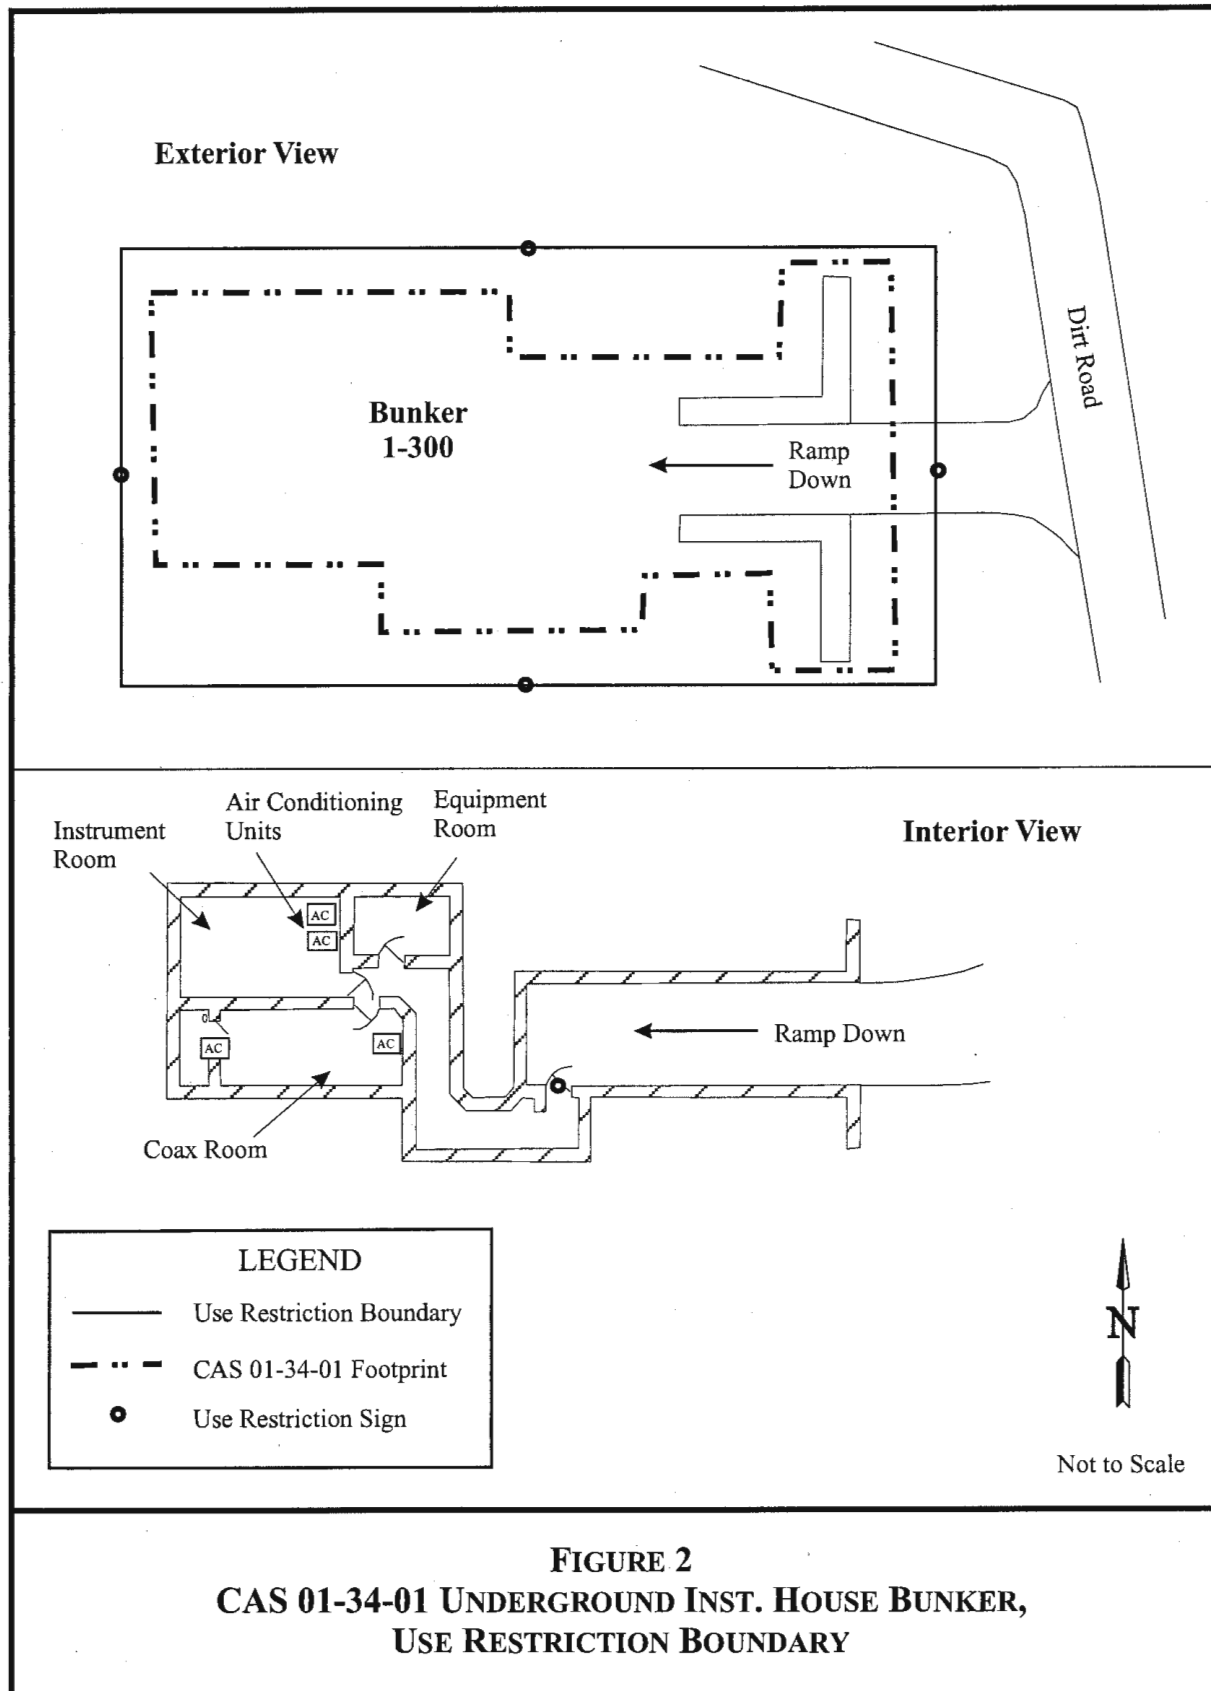 Exterior View
Dirt Road
Bunker
1-300
Ramp
Down
Air Conditioning
Units
Equipment
Room
Instrument
Room
Interior View
AC
AC
AC
AC
Ramp Down
Coax Room
LEGEND
Use Restriction Boundary
CAS 01-34-01 Footprint
Use Restriction Sign
N
Not to Scale
FIGURE 2
CAS 01-34-01 UNDERGROUND INST. HOUSE BUNKER,
USE RESTRICTION BOUNDARY